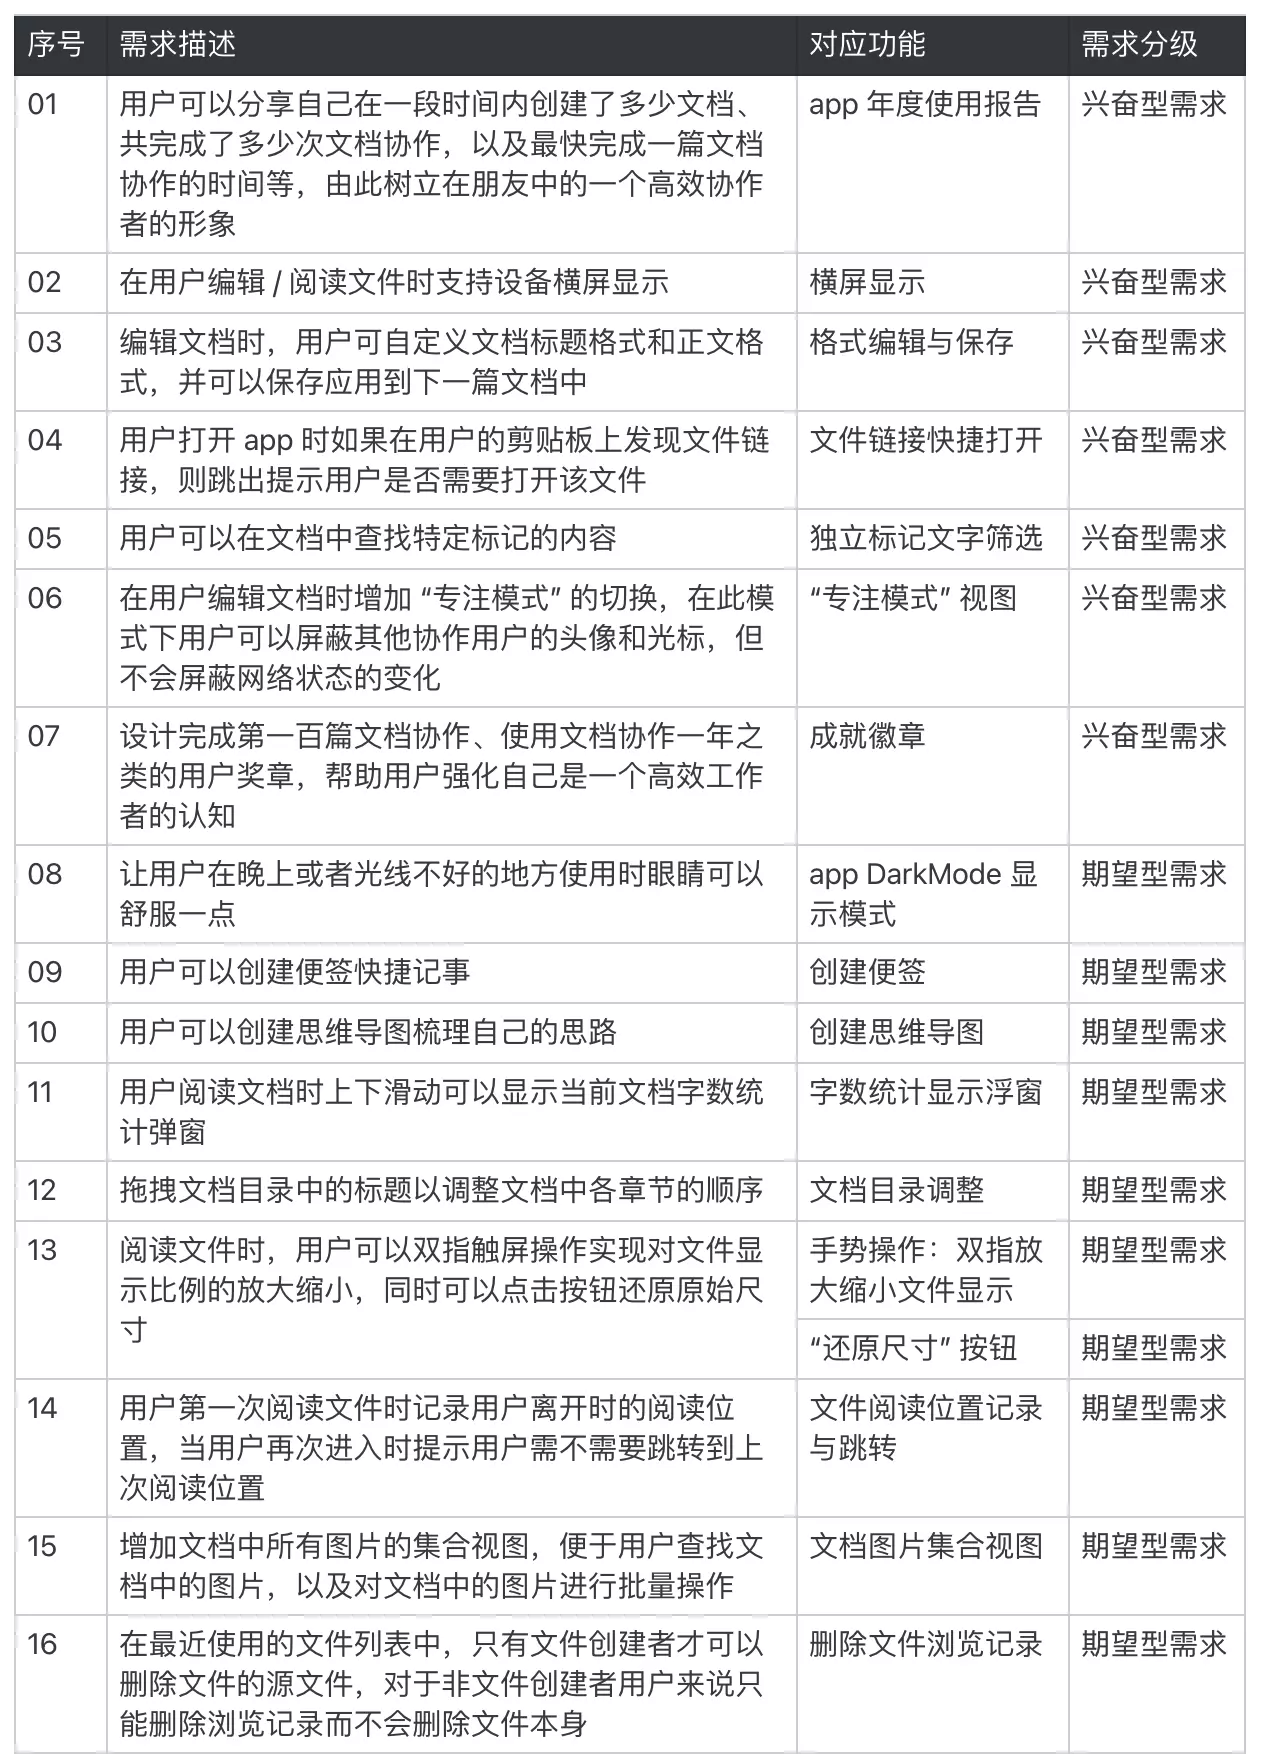 序号 需求描述 对应功能 需求分级
01 用户可以分享自己在一段时间内创建了多少文档、 app 年度使用报告 兴奋型需求
共完成了多少次文档协作，以及最快完成一篇文档
协作的时间等，由此树立在朋友中的一个高效协作
者的形象
02 在用户编辑 / 阅读文件时支持设备横屏显示 横屏显示 兴奋型需求
03 编辑文档时，用户可自定义文档标题格式和正文格 格式编辑与保存 兴奋型需求
式，并可以保存应用到下一篇文档中
04 用户打开 app 时如果在用户的剪贴板上发现文件链 文件链接快捷打开 兴奋型需求
接，则跳出提示用户是否需要打开该文件
05 用户可以在文档中查找特定标记的内容 独立标记文字筛选 兴奋型需求
06 在用户编辑文档时增加 “专注模式” 的切换，在此模 “专注模式” 视图 兴奋型需求
式下用户可以屏蔽其他协作用户的头像和光标，但
不会屏蔽网络状态的变化
07 设计完成第一百篇文档协作、使用文档协作一年之 成就徽章 兴奋型需求
类的用户奖章，帮助用户强化自己是一个高效工作
者的认知
08 让用户在晚上或者光线不好的地方使用时眼睛可以 app DarkMode 显 期望型需求
舒服一点 示模式
09 用户可以创建便签快捷记事 创建便签 期望型需求
10 用户可以创建思维导图梳理自己的思路 创建思维导图 期望型需求
11 用户阅读文档时上下滑动可以显示当前文档字数统 字数统计显示浮窗 期望型需求
计弹窗
12 拖拽文档目录中的标题以调整文档中各章节的顺序 文档目录调整 期望型需求
13 阅读文件时，用户可以双指触屏操作实现对文件显 手势操作：双指放 期望型需求
示比例的放大缩小，同时可以点击按钮还原原始尺 大缩小文件显示
寸 “还原尺寸” 按钮 期望型需求
14 用户第一次阅读文件时记录用户离开时的阅读位 文件阅读位置记录 期望型需求
置，当用户再次进入时提示用户需不需要跳转到上 与跳转
次阅读位置
15 增加文档中所有图片的集合视图，便于用户查找文 文档图片集合视图 期望型需求
档中的图片，以及对文档中的图片进行批量操作
16 在最近使用的文件列表中，只有文件创建者才可以 删除文件浏览记录 期望型需求
删除文件的源文件，对于非文件创建者用户来说只
能删除浏览记录而不会删除文件本身